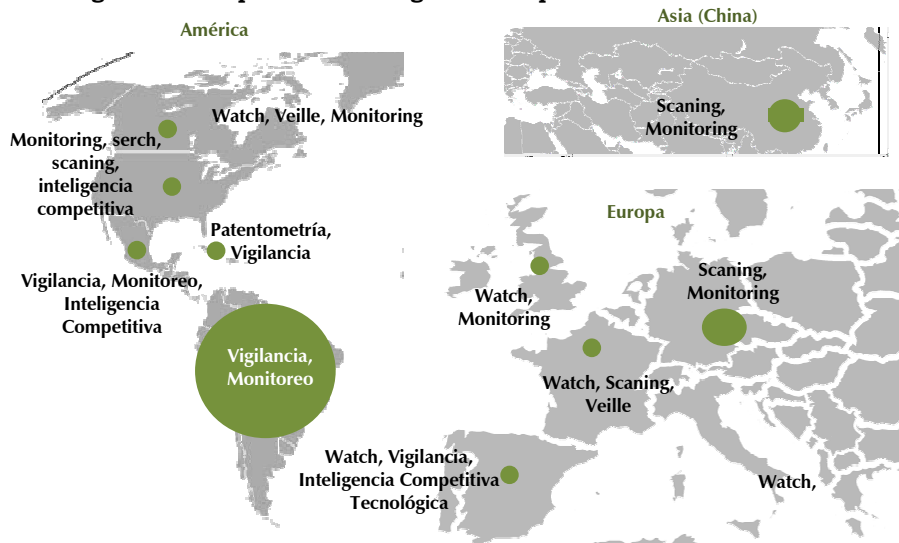 América
Watch, Veille, Monitoring
Monitoring, serch,
scaning,
inteligencia
competitiva
Patentometría,
Vigilancia
Vigilancia, Monitoreo,
Inteligencia
Competitiva
Vigilancia,
Monitoreo
Asia (China)
Scaning,
Monitoring
Europa
Scaning,
Monitoring
Watch,
Monitoring
Watch, Scaning,
Veille
Watch, Vigilancia,
Inteligencia Competitiva
Tecnológica
Watch,